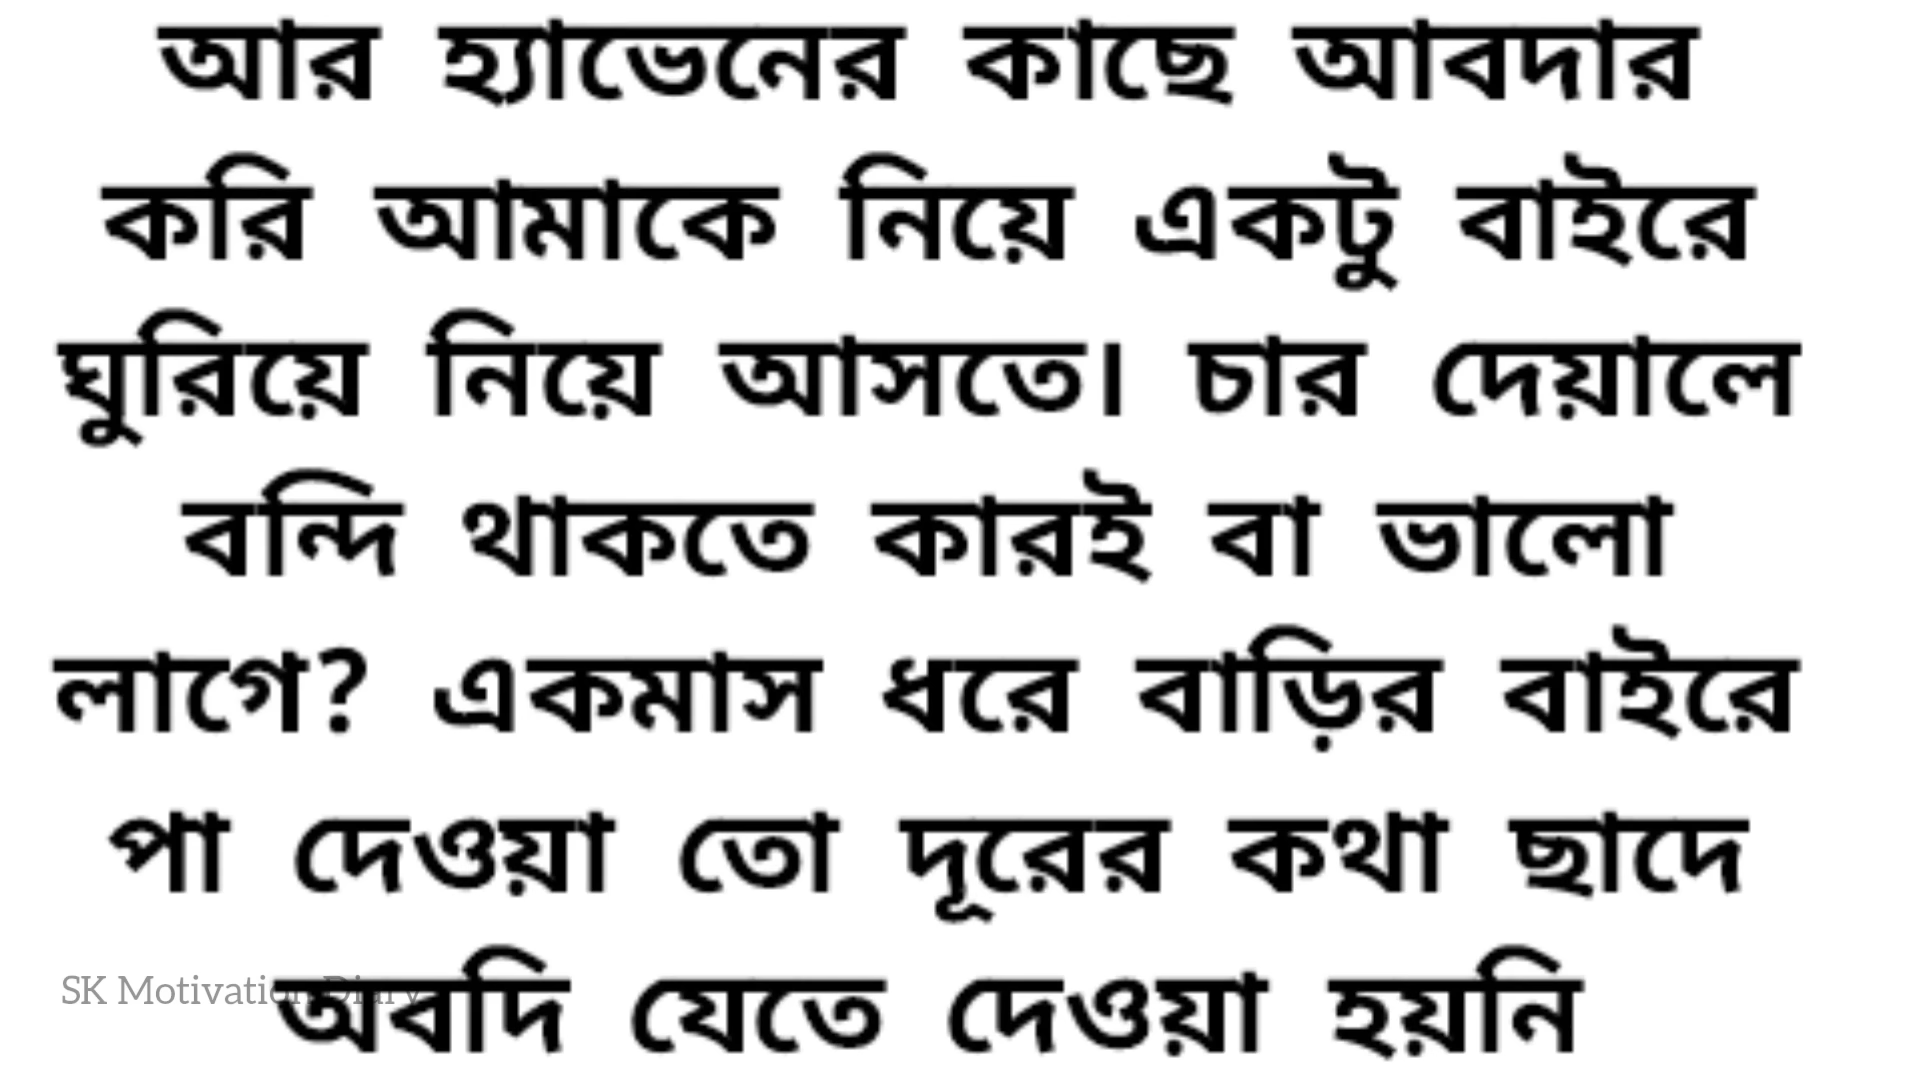 আর হ্যাভেনের কাছে আবদার
করি আমাকে নিয়ে একটু বাইরে
ঘুরিয়ে নিয়ে আসতে। চার দেয়ালে
বন্দি থাকতে কারই বা ভালো
লাগে? একমাস ধরে বাড়ির বাইরে
পা দেওয়া তো দূরের কথা ছাদে
SK Motivation Diary
অবদি যেতে দেওয়া হয়নি